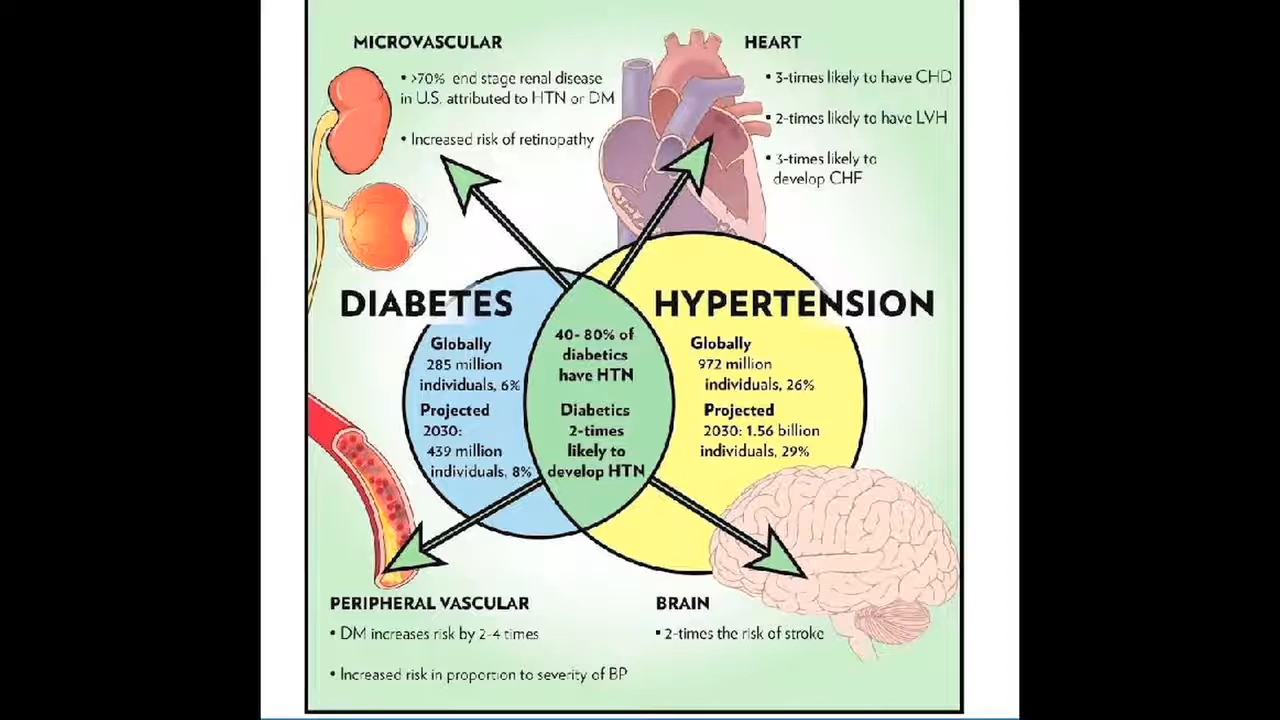 MICROVASCULAR
• >70% end stage renal disease
in U.S. attributed to HTN or DM
• Increased risk of retinopathy
HEART
• 3-times likely to have CHD
• 2-times likely to have LVH
• 3-times likely to
develop CHF
DIABETES
Globally
285 million
individuals, 6%
Projected
2030:
439 million
individuals, 8%
40-80% of
diabetics
have HTN
Diabetics
2-times
likely to
develop HTN
HYPERTENSION
Globally
972 million
individuals, 26%
Projected
2030: 1.56 billion
individuals, 29%
PERIPHERAL VASCULAR
• DM increases risk by 2-4 times
• Increased risk in proportion to severity of BP
BRAIN
• 2-times the risk of stroke